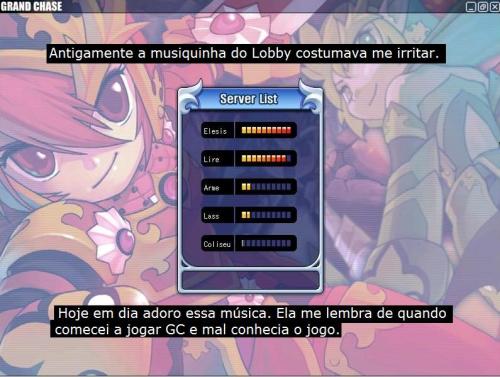 GRAND CHASE
Antigamente a musiquinha do Lobby costumava me irritar.
Server List
Elesis
Lire
Arme
Lass
Coliseu
Hoje em dia adoro essa música. Ela me lembra de quando
comecei a jogar GC e mal conhecia o jogo.